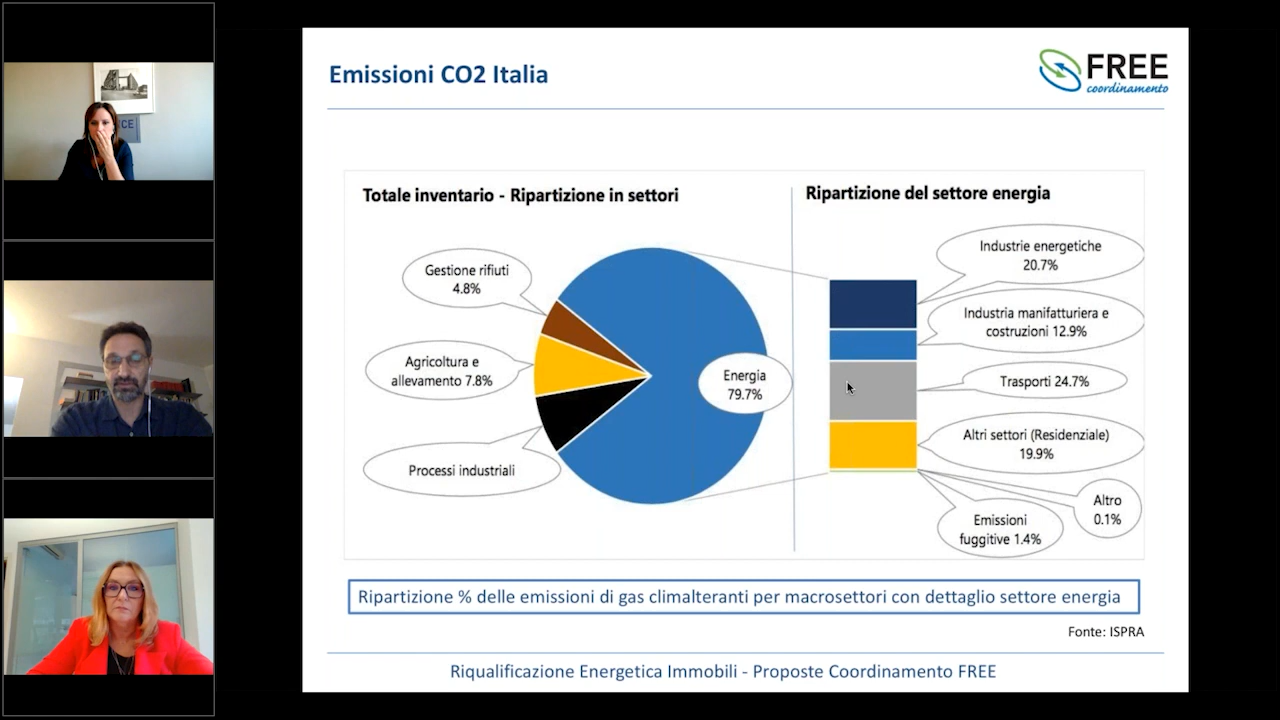 CE
Emissioni CO2 Italia
FREE
coordinamento
Totale inventario - Ripartizione in settori
Ripartizione del settore energia
Gestione rifiuti
4.8%
Agricoltura e
allevamento 7.8%
Processi industriali
Energia
79.7%
Industrie energetiche
20.7%
Industria manifatturiera e
costruzioni 12.9%
Trasporti 24.7%
Altri settori (Residenziale)
19.9%
Altro
0.1%
Emissioni
fuggitive 1.4%
Ripartizione % delle emissioni di gas climalteranti per macrosettori con dettaglio settore energia
Fonte: ISPRA
Riqualificazione Energetica Immobili - Proposte Coordinamento FREE